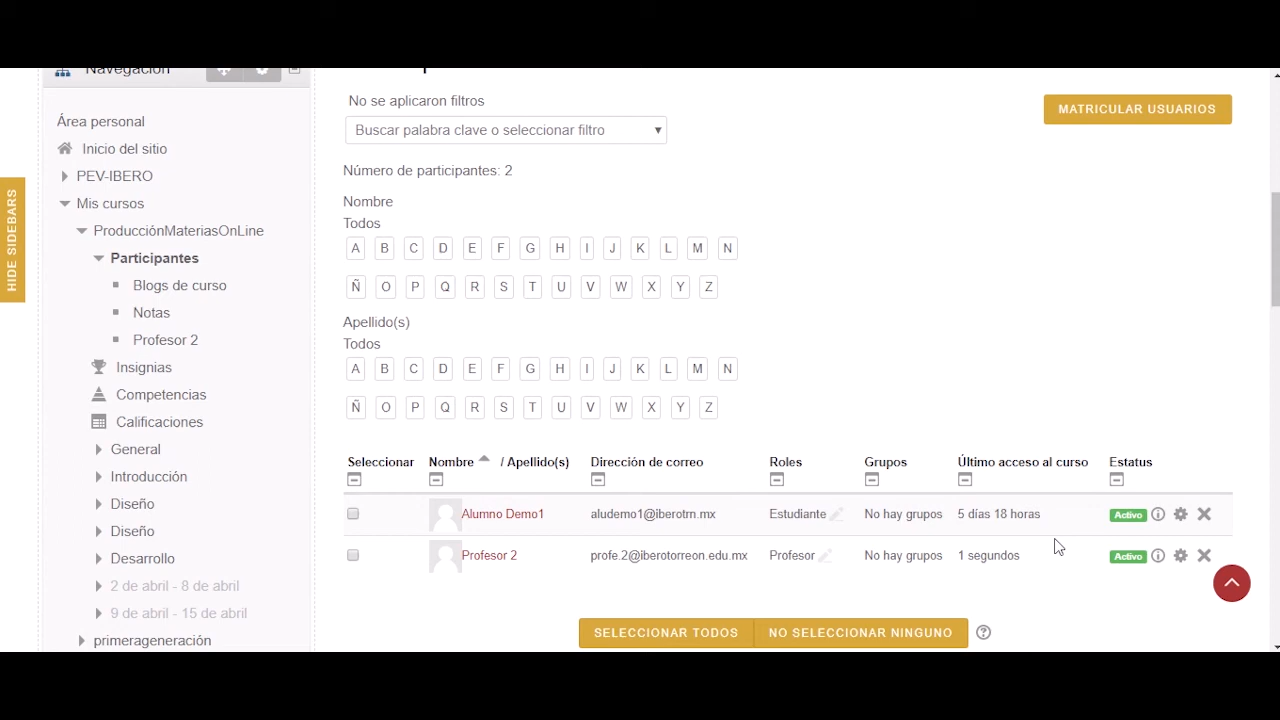 Navegación
HIDE SIDEBARS
Área personal
Inicio del sitio
PEV-IBERO
Mis cursos
ProducciónMateriasOnLine
Participantes
Blogs de curso
Notas
Profesor 2
Insignias
Competencias
Calificaciones
General
Introducción
Diseño
Diseño
Desarrollo
2 de abril - 8 de abril
9 de abril - 15 de abril
primerageneración
No se aplicaron filtros
Buscar palabra clave o seleccionar filtro
MATRICULAR USUARIOS
Número de participantes: 2
Nombre
Todos
A B C D E F G H I J K L M N
Ñ O P Q R S T U V W X Y Z
Apellido(s)
Todos
A B C D E F G H I J K L M N
Ñ O P Q R S T U V W X Y Z
Seleccionar Nombre / Apellido(s) Dirección de correo Roles Grupos Último acceso al curso Estatus
Alumno Demo1 aludemo1@iberotrn.mx Estudiante No hay grupos 5 días 18 horas Activo
Profesor 2 profe.2@iberotorreon.edu.mx Profesor No hay grupos 1 segundos Activo
SELECCIONAR TODOS NO SELECCIONAR NINGUNO